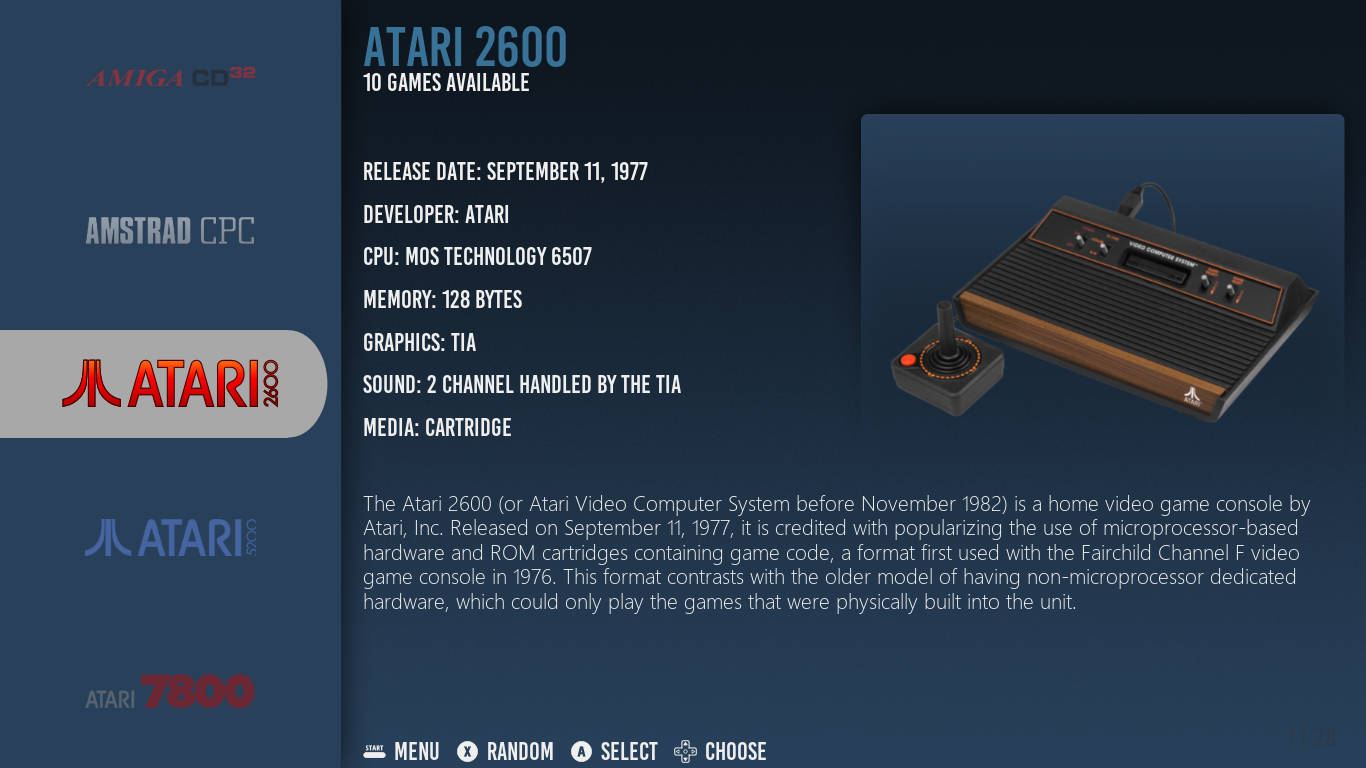 AMIGA CD32
AMSTRAD CPC
ATARI 2600
ATARI 5200
ATARI 7800
ATARI 2600
10 GAMES AVAILABLE
RELEASE DATE: SEPTEMBER 11, 1977
DEVELOPER: ATARI
CPU: MOS TECHNOLOGY 6507
MEMORY: 128 BYTES
GRAPHICS: TIA
SOUND: 2 CHANNEL HANDLED BY THE TIA
MEDIA: CARTRIDGE
VIDEO COMPUTER SYSTEM
ATARI
The Atari 2600 (or Atari Video Computer System before November 1982) is a home video game console by
Atari, Inc. Released on September 11, 1977, it is credited with popularizing the use of microprocessor-based
hardware and ROM cartridges containing game code, a format first used with the Fairchild Channel F video
game console in 1976. This format contrasts with the older model of having non-microprocessor dedicated
hardware, which could only play the games that were physically built into the unit.
START MENU X RANDOM A SELECT CHOOSE